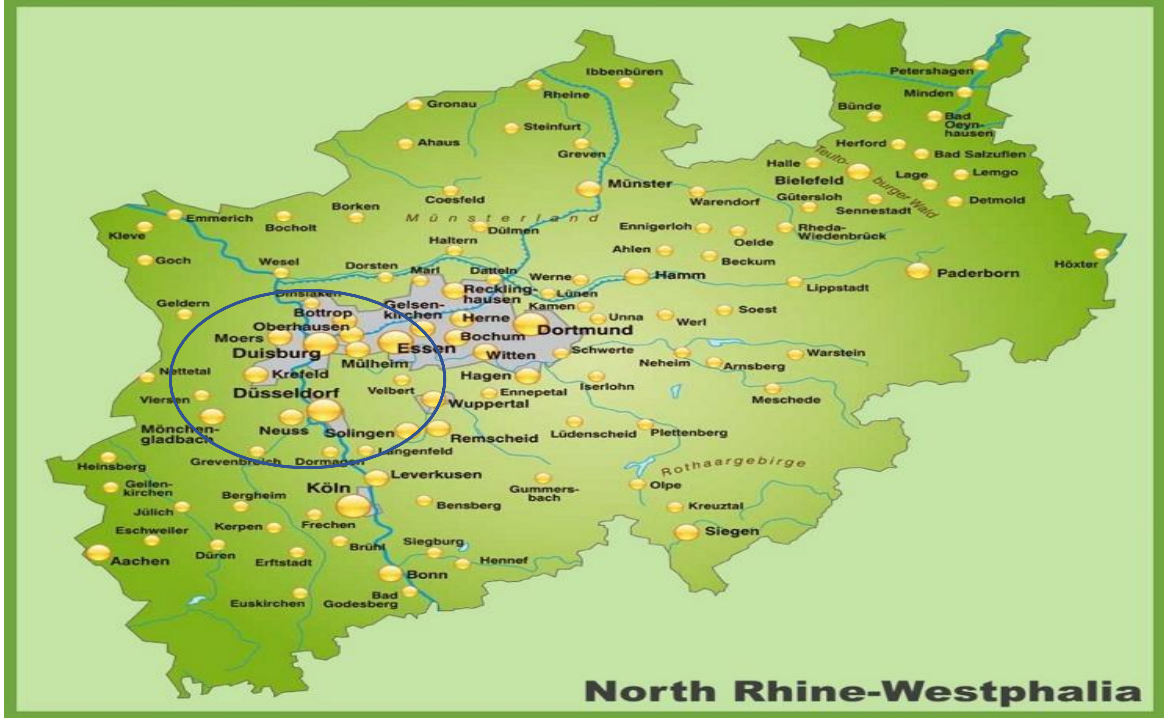 Petershagen
Ibbenbüren
Rheine
Minden
Gronau
Bünde
Bad
Oeyn-
hausen
Steinfurt
Ahaus
Greven
Herford
Bad Salzuflen
Teuto-
burger Wald
Halle
Bielefeld
Lage
Lemgo
Münster
Coesfeld
Warendorf
Gütersloh
Sennestadt
Detmold
Borken
Emmerich
Bocholt
Münsterland
Kleve
Dülmen
Ennigerloh
Oelde
Rheda-
Wiedenbrück
Haltern
Ahlen
Beckum
Goch
Wesel
Dorsten
Marl
Datteln
Werne
Hamm
Paderborn
Höxter
Lippstadt
Dinslaken
Reckling-
hausen
Lünen
Geldern
Bottrop
Gelsen-
kirchen
Kamen
Herne
Unna
Werl
Soest
Oberhausen
Dortmund
Moers
Bochum
Duisburg
Essen
Witten
Schwerte
Neheim
Arnsberg
Warstein
Mülheim
Nettetal
Krefeld
Hagen
Iserlohn
Meschede
Viersen
Düsseldorf
Velbert
Ennepetal
Wuppertal
Mönchen-
gladbach
Neuss
Solingen
Remscheid
Lüdenscheid
Plettenberg
Grevenbroich
Dormagen
Langenfeld
Heinsberg
Rothaargebirge
Leverkusen
Geilen-
kirchen
Bergheim
Köln
Gummers-
bach
Olpe
Jülich
Bensberg
Kreuztal
Eschweiler
Kerpen
Frechen
Siegen
Aachen
Düren
Erftstadt
Brühl
Siegburg
Hennef
Bonn
Euskirchen
Bad
Godesberg
North Rhine-Westphalia